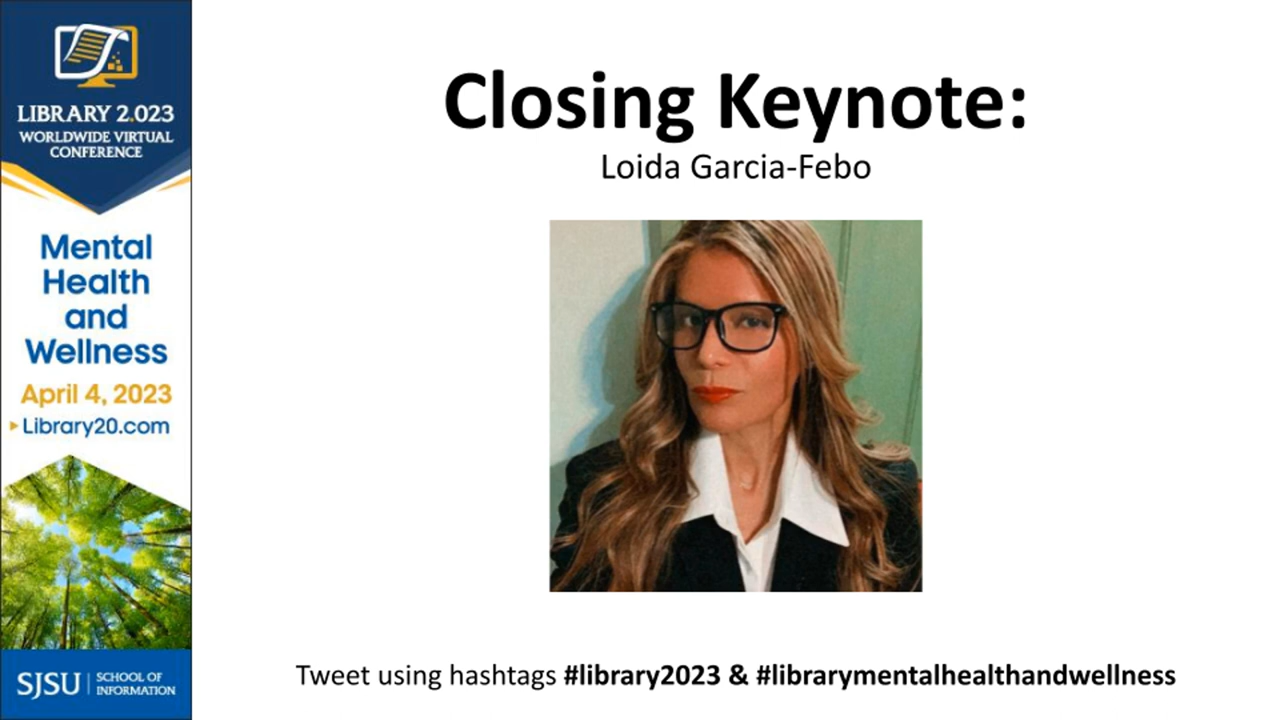 LIBRARY 2.023
WORLDWIDE VIRTUAL
CONFERENCE
Mental
Health
and
Wellness
April 4, 2023
Library20.com
SJSU
SCHOOL OF
INFORMATION
Closing Keynote:
Loida Garcia-Febo
Tweet using hashtags #library2023 & #librarymentalhealthandwellness